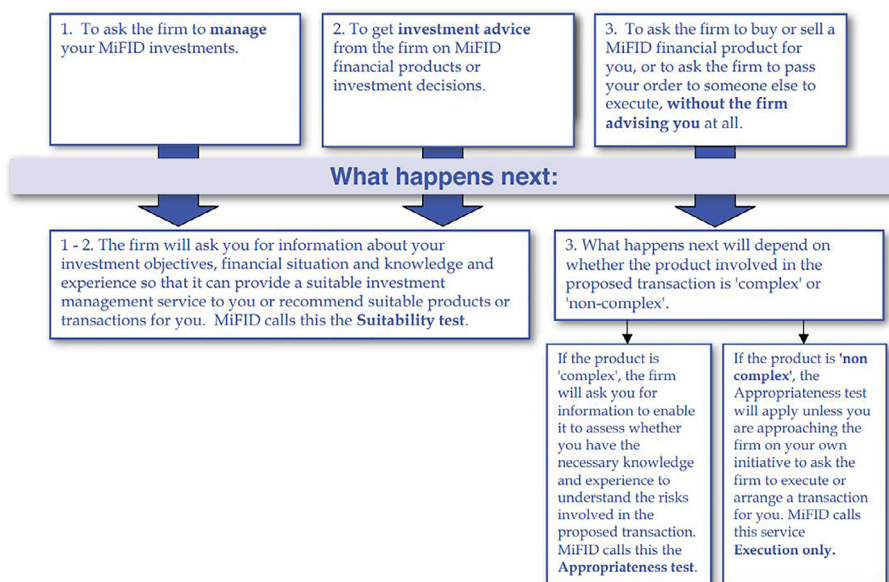 1.  To ask the firm to manage
your MiFID investments.
2. To get investment advice
from the firm on MiFID
financial products or
investment decisions.
3.  To ask the firm to buy or sell a
MiFID financial product for
you, or to ask the firm to pass
your order to someone else to
execute, without the firm
advising you at all.
What happens next:
1 - 2. The firm will ask you for information about your
investment objectives, financial situation and knowledge and
experience so that it can provide a suitable investment
management service to you or recommend suitable products or
transactions for you.  MiFID calls this the Suitability test.
3. What happens next will depend on
whether the product involved in the
proposed transaction is 'complex' or
'non-complex'.
If the product is
'complex', the firm
will ask you for
information to enable
it to assess whether
you have the
necessary knowledge
and experience to
understand the risks
involved in the
proposed transaction.
MiFID calls this the
Appropriateness test.
If the product is 'non
complex', the
Appropriateness test
will apply unless you
are approaching the
firm on your own
initiative to ask the
firm to execute or
arrange a transaction
for you. MiFID calls
this service
Execution only.